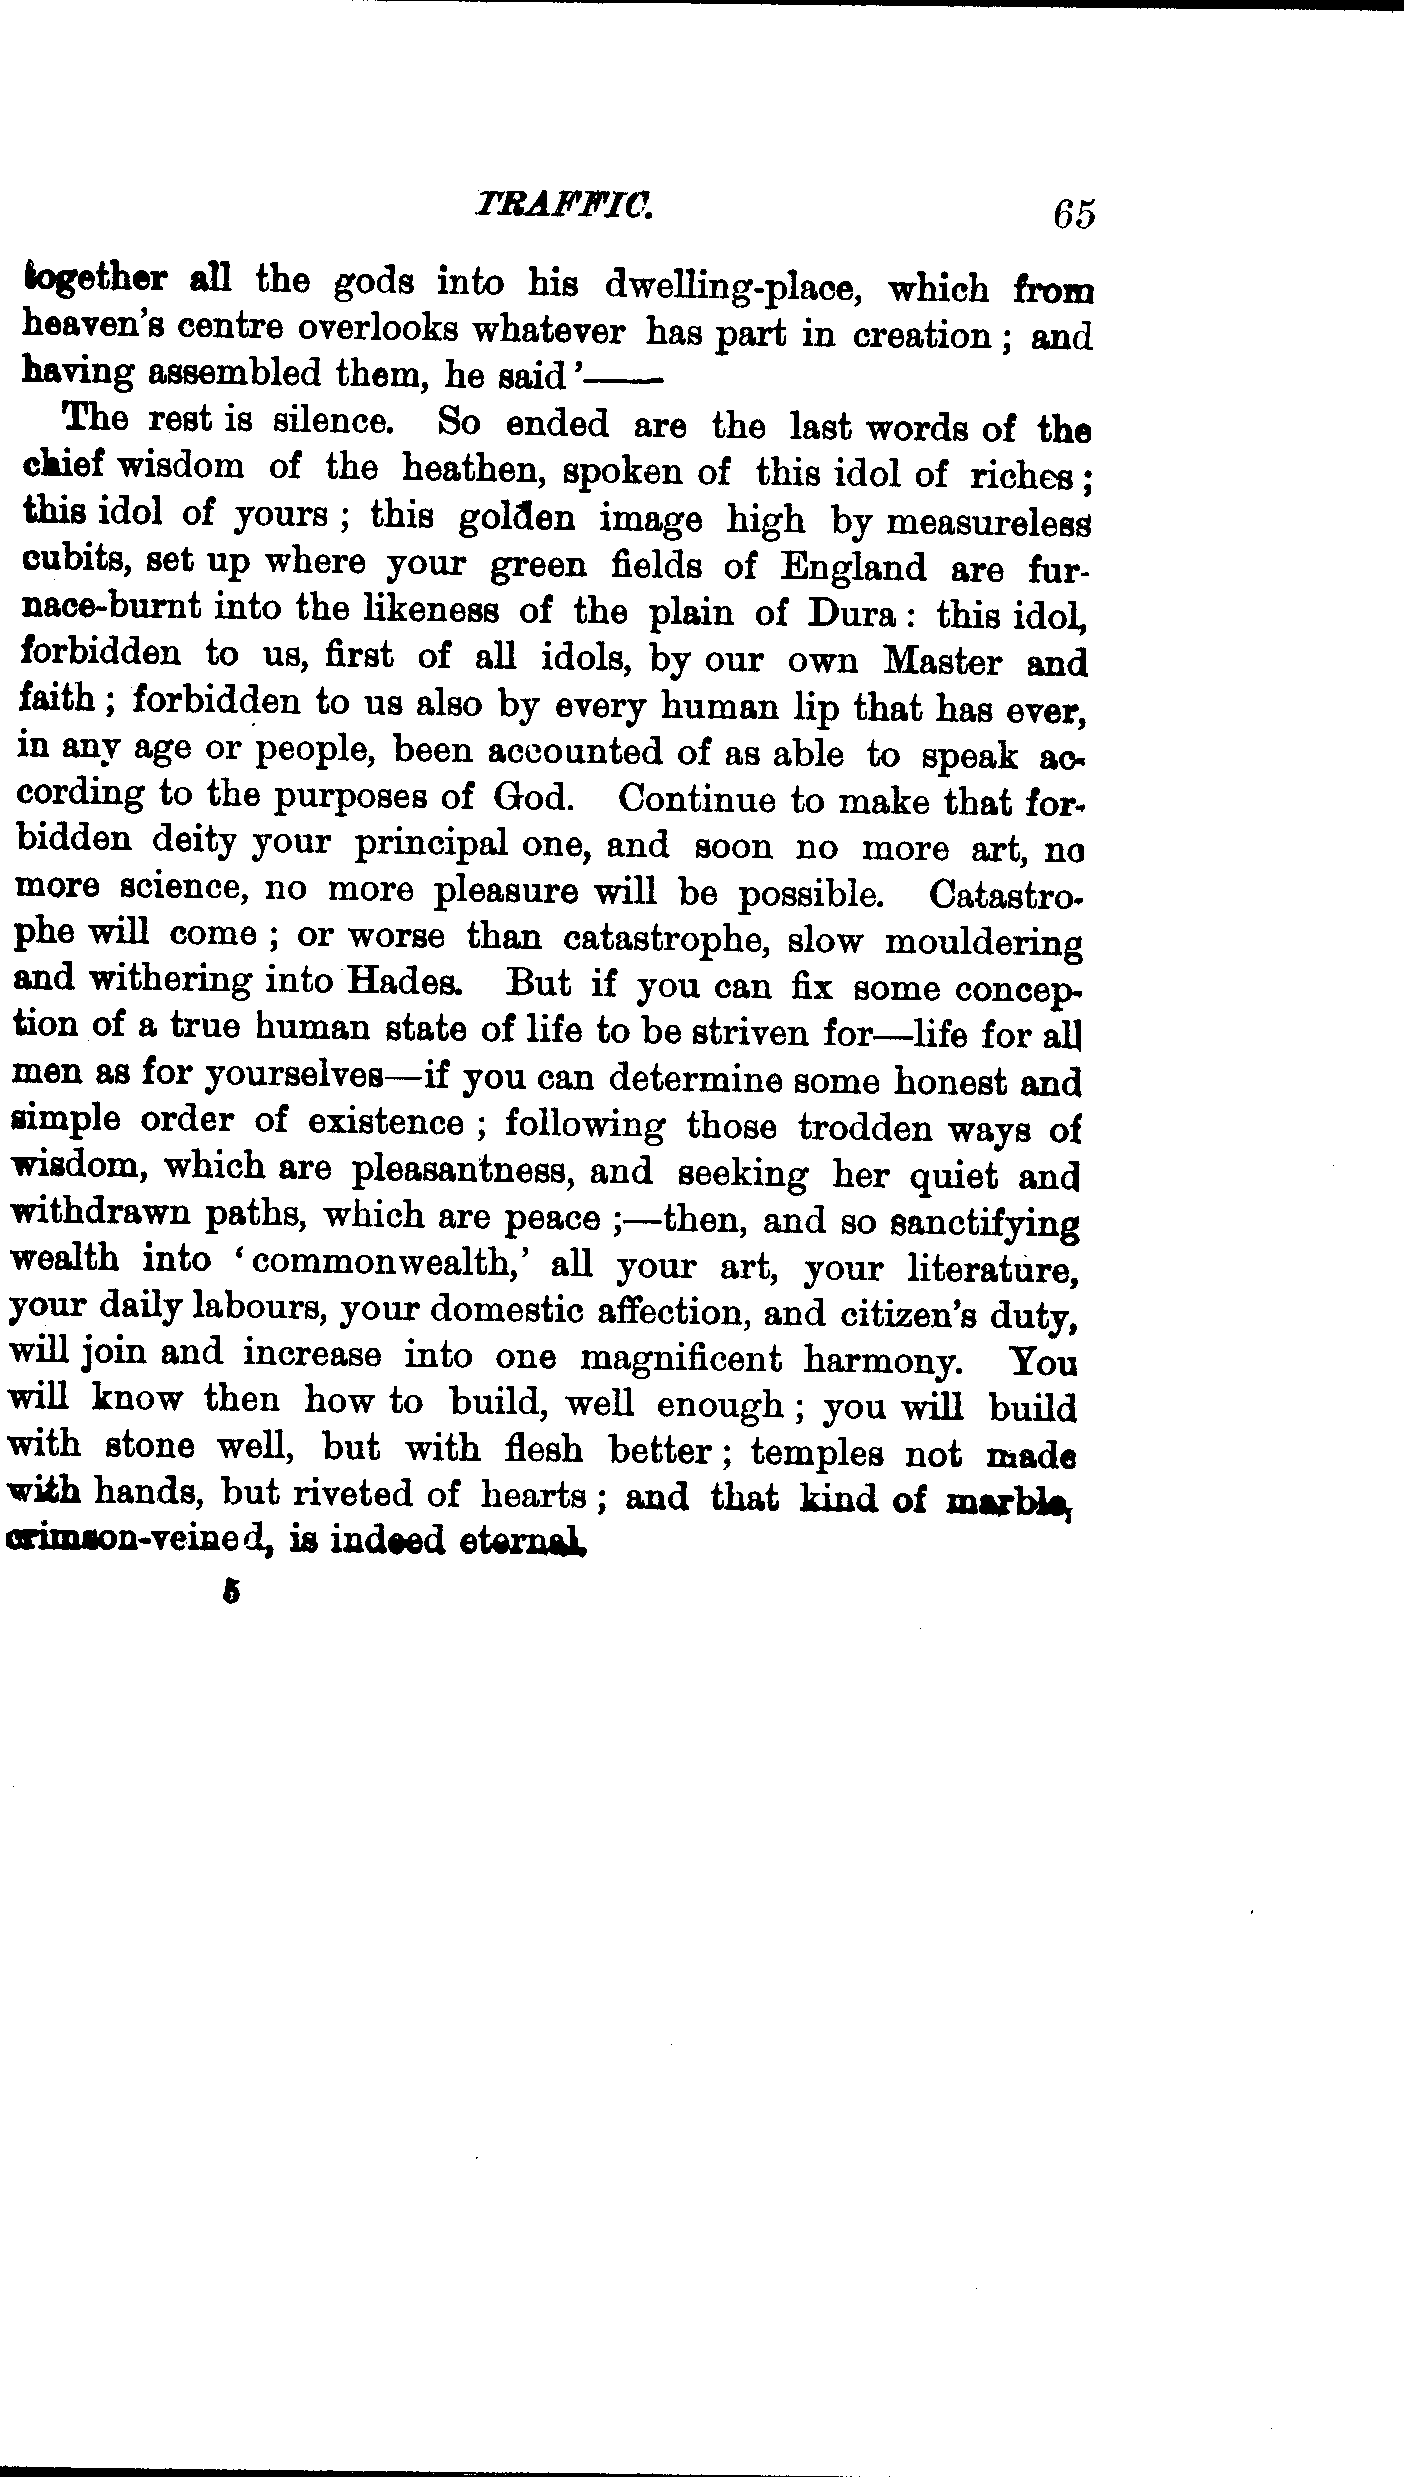 TRAFFIC. 65
together all the gods into his dwelling-place, which from
heaven's centre overlooks whatever has part in creation ; and
having assembled them, he said '——
The rest is silence. So ended are the last words of the
chief wisdom of the heathen, spoken of this idol of riches ;
this idol of yours ; this golden image high by measureless
cubits, set up where your green fields of England are fur-
nace-burnt into the likeness of the plain of Dura : this idol,
forbidden to us, first of all idols, by our own Master and
faith ; forbidden to us also by every human lip that has ever,
in any age or people, been accounted of as able to speak ac-
cording to the purposes of God. Continue to make that for-
bidden deity your principal one, and soon no more art, no
more science, no more pleasure will be possible. Catastro-
phe will come ; or worse than catastrophe, slow mouldering
and withering into Hades. But if you can fix some concep-
tion of a true human state of life to be striven for—life for all
men as for yourselves—if you can determine some honest and
simple order of existence ; following those trodden ways of
wisdom, which are pleasantness, and seeking her quiet and
withdrawn paths, which are peace ;—then, and so sanctifying
wealth into 'commonwealth,' all your art, your literature,
your daily labours, your domestic affection, and citizen's duty,
will join and increase into one magnificent harmony. You
will know then how to build, well enough ; you will build
with stone well, but with flesh better ; temples not made
with hands, but riveted of hearts ; and that kind of marble,
crimson-veined, is indeed eternal.
5